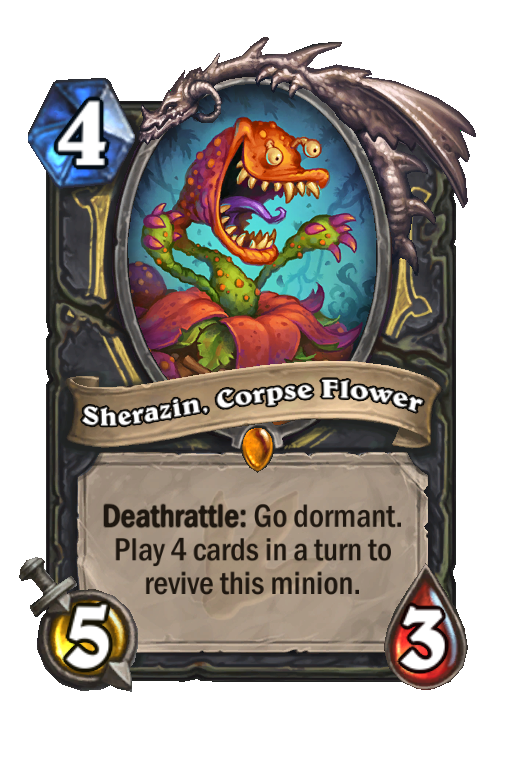 4
Sherazin, Corpse Flower
Deathrattle: Go dormant.
Play 4 cards in a turn to
revive this minion.
5
3